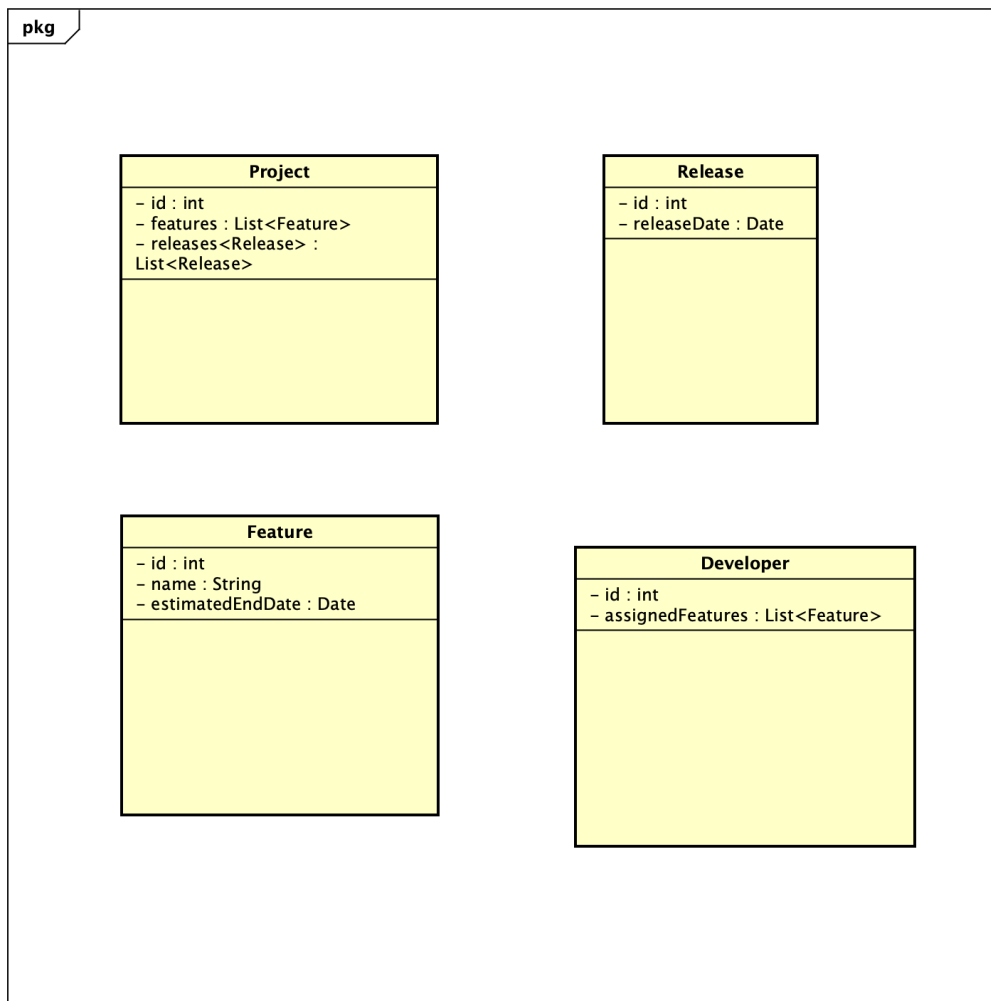 pkg
Project
– id : int
– features : List<Feature>
– releases<Release> :
List<Release>
Release
– id : int
– releaseDate : Date
Feature
– id : int
– name : String
– estimatedEndDate : Date
Developer
– id : int
– assignedFeatures : List<Feature>